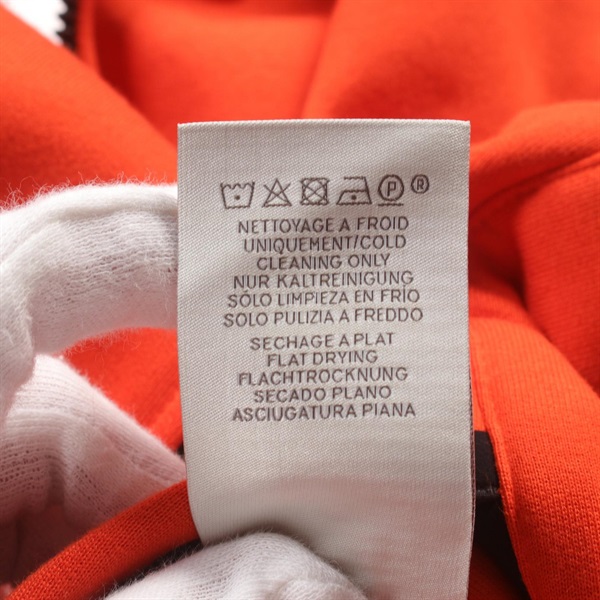 P ®
NETTOYAGE A FROID
UNIQUEMENT/COLD
CLEANING ONLY
NUR KALTREINIGUNG
SÓLO LIMPIEZA EN FRÍO
SOLO PULIZIA A FREDDO
SECHAGE A PLAT
FLAT DRYING
FLACHTROCKNUNG
SECADO PLANO
ASCIUGATURA PIANA